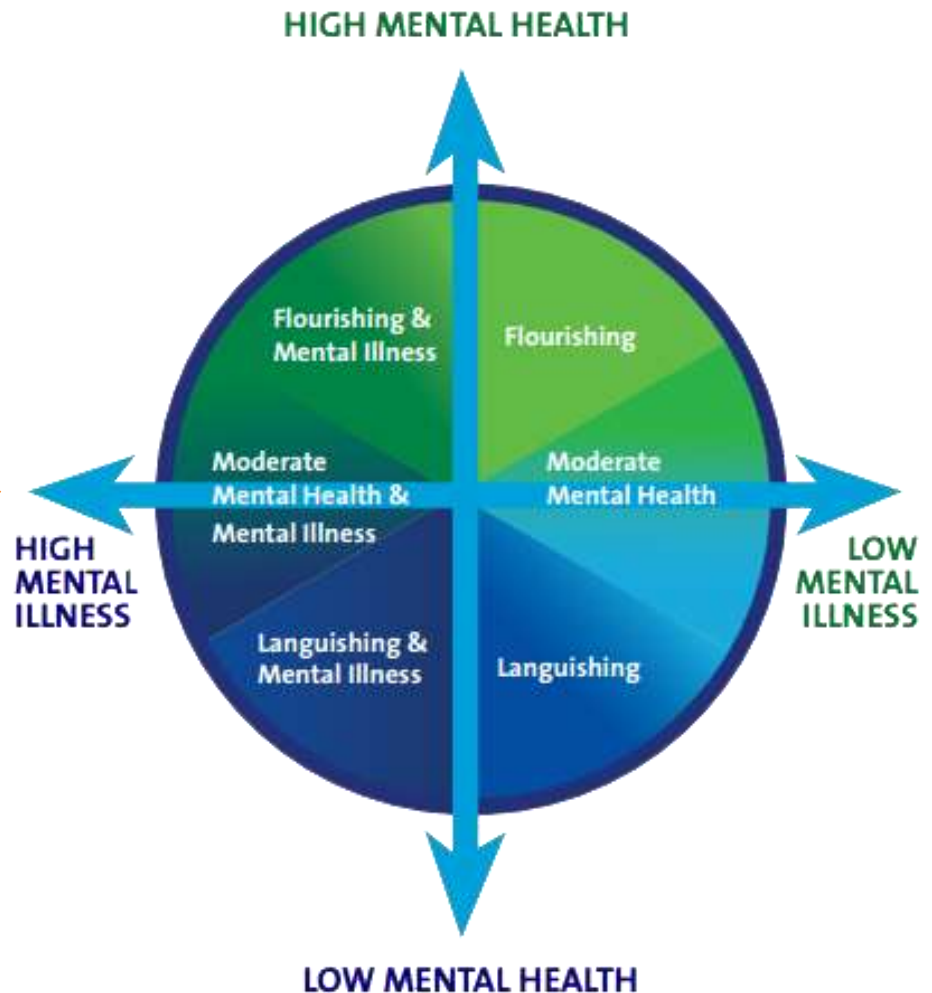 HIGH MENTAL HEALTH
Flourishing &
Mental Illness
Flourishing
Moderate
Mental Health &
Mental Illness
Moderate
Mental Health
HIGH
MENTAL
ILLNESS
LOW
MENTAL
ILLNESS
Languishing &
Mental Illness
Languishing
LOW MENTAL HEALTH